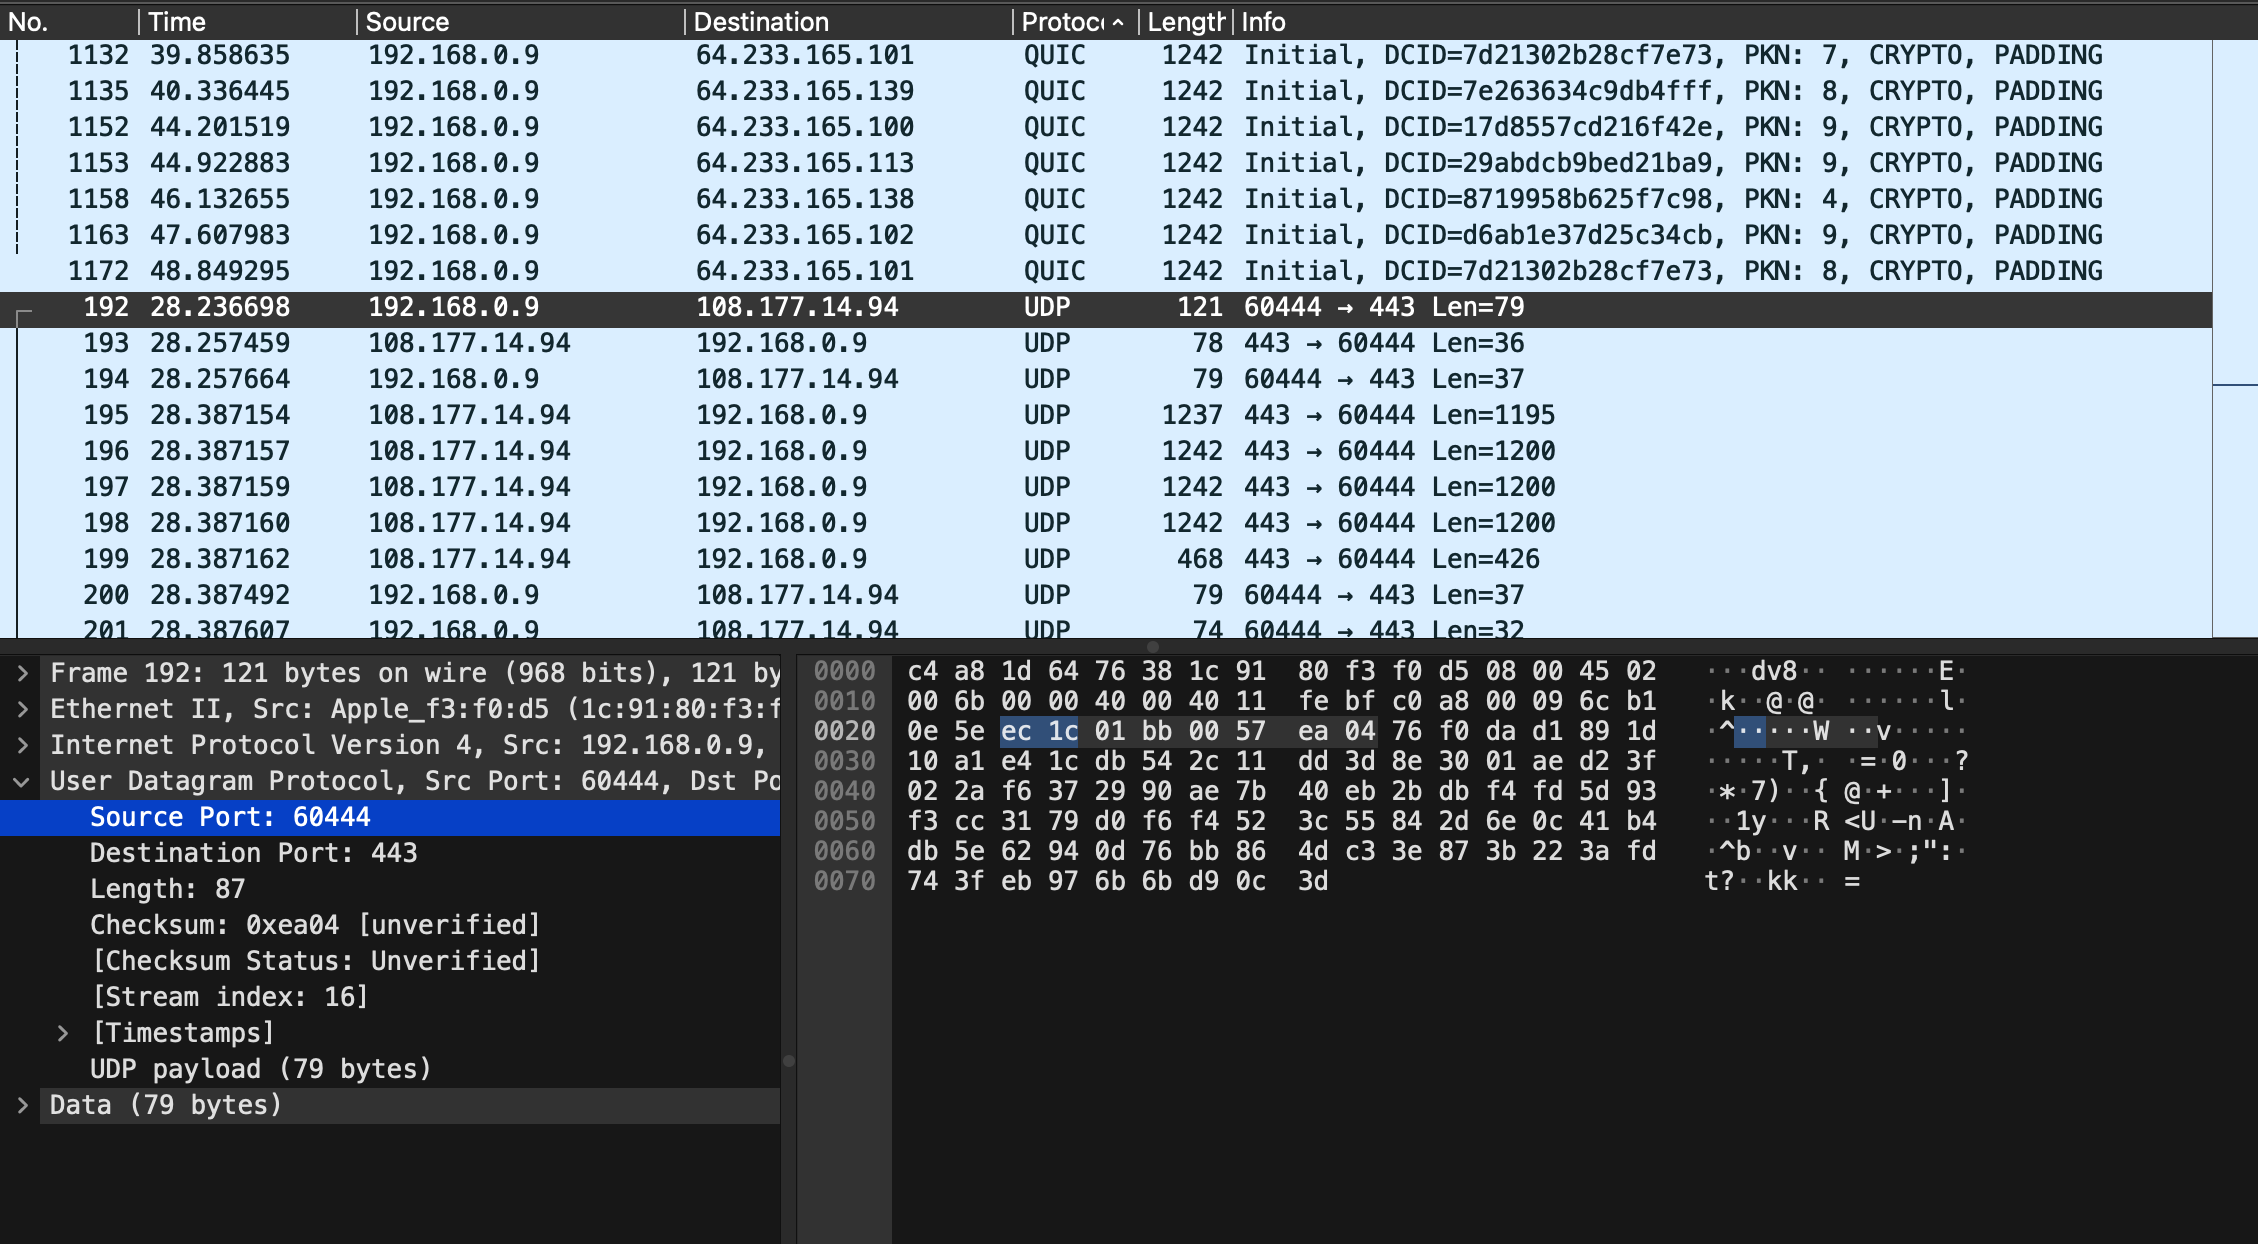 No. Time Source Destination Protoc Length Info
1132 39.858635 192.168.0.9 64.233.165.101 QUIC 1242 Initial, DCID=7d21302b28cf7e73, PKN: 7, CRYPTO, PADDING
1135 40.336445 192.168.0.9 64.233.165.139 QUIC 1242 Initial, DCID=7e263634c9db4fff, PKN: 8, CRYPTO, PADDING
1152 44.201519 192.168.0.9 64.233.165.100 QUIC 1242 Initial, DCID=17d8557cd216f42e, PKN: 9, CRYPTO, PADDING
1153 44.922883 192.168.0.9 64.233.165.113 QUIC 1242 Initial, DCID=29abdcb9bed21ba9, PKN: 9, CRYPTO, PADDING
1158 46.132655 192.168.0.9 64.233.165.138 QUIC 1242 Initial, DCID=8719958b625f7c98, PKN: 4, CRYPTO, PADDING
1163 47.607983 192.168.0.9 64.233.165.102 QUIC 1242 Initial, DCID=d6ab1e37d25c34cb, PKN: 9, CRYPTO, PADDING
1172 48.849295 192.168.0.9 64.233.165.101 QUIC 1242 Initial, DCID=7d21302b28cf7e73, PKN: 8, CRYPTO, PADDING
192 28.236698 192.168.0.9 108.177.14.94 UDP 121 60444 → 443 Len=79
193 28.257459 108.177.14.94 192.168.0.9 UDP 78 443 → 60444 Len=36
194 28.257664 192.168.0.9 108.177.14.94 UDP 79 60444 → 443 Len=37
195 28.387154 108.177.14.94 192.168.0.9 UDP 1237 443 → 60444 Len=1195
196 28.387157 108.177.14.94 192.168.0.9 UDP 1242 443 → 60444 Len=1200
197 28.387159 108.177.14.94 192.168.0.9 UDP 1242 443 → 60444 Len=1200
198 28.387160 108.177.14.94 192.168.0.9 UDP 1242 443 → 60444 Len=1200
199 28.387162 108.177.14.94 192.168.0.9 UDP 468 443 → 60444 Len=426
200 28.387492 192.168.0.9 108.177.14.94 UDP 79 60444 → 443 Len=37
201 28.387607 192.168.0.9 108.177.14.94 UDP 74 60444 → 443 Len=32
Frame 192: 121 bytes on wire (968 bits), 121 by
Ethernet II, Src: Apple_f3:f0:d5 (1c:91:80:f3:f
Internet Protocol Version 4, Src: 192.168.0.9,
User Datagram Protocol, Src Port: 60444, Dst Po
Source Port: 60444
Destination Port: 443
Length: 87
Checksum: 0xea04 [unverified]
[Checksum Status: Unverified]
[Stream index: 16]
[Timestamps]
UDP payload (79 bytes)
Data (79 bytes)
0000 c4 a8 1d 64 76 38 1c 91 80 f3 f0 d5 08 00 45 02 ···dv8·· ······E·
0010 00 6b 00 00 40 00 40 11 fe bf c0 a8 00 09 6c b1 ·k··@·@· ······l·
0020 0e 5e ec 1c 01 bb 00 57 ea 04 76 f0 da d1 89 1d ·^·····W ··v·····
0030 10 a1 e4 1c db 54 2c 11 dd 3d 8e 30 01 ae d2 3f ·····T,· ·=·0···?
0040 02 2a f6 37 29 90 ae 7b 40 eb 2b db f4 fd 5d 93 ·*·7)··{ @·+···]·
0050 f3 cc 31 79 d0 f6 f4 52 3c 55 84 2d 6e 0c 41 b4 ··1y···R <U·-n·A·
0060 db 5e 62 94 0d 76 bb 86 4d c3 3e 87 3b 22 3a fd ·^b··v·· M·>·;":·
0070 74 3f eb 97 6b 6b d9 0c 3d t?··kk·· =